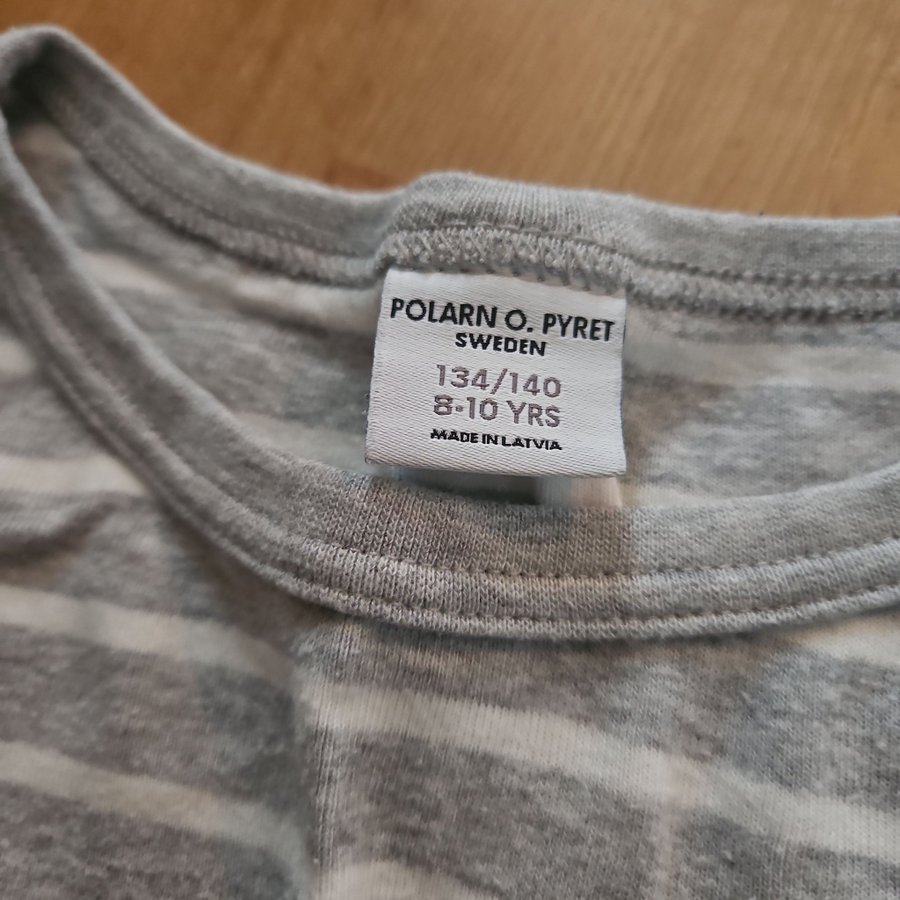 POLARN O. PYRET
SWEDEN
134/140
8-10 YRS
MADE IN LATVIA